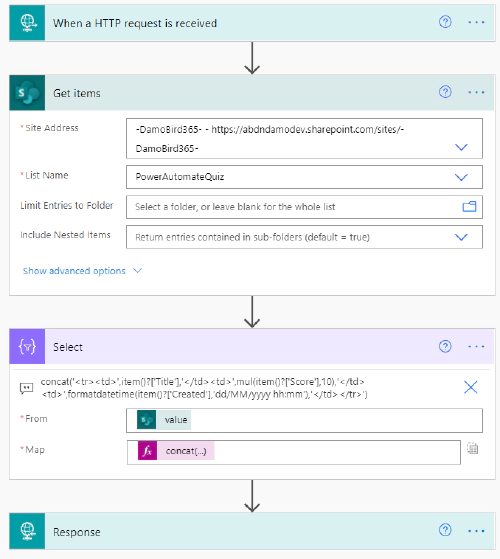 When a HTTP request is received
Get items
* Site Address
-DamoBird365- - https://abdndamodev.sharepoint.com/sites/-
DamoBird365-
* List Name
PowerAutomateQuiz
Limit Entries to Folder
Select a folder, or leave blank for the whole list
Include Nested Items
Return entries contained in sub-folders (default = true)
Show advanced options
Select
concat('<tr><td>',item()?['Title'],'</td><td>',mul(item()?['Score'],10),'</td>
<td>',formatdatetime(item()?['Created'],'dd/MM/yyyy hh:mm'),'</td></tr>')
* From
value
* Map
fx concat(...)
Response